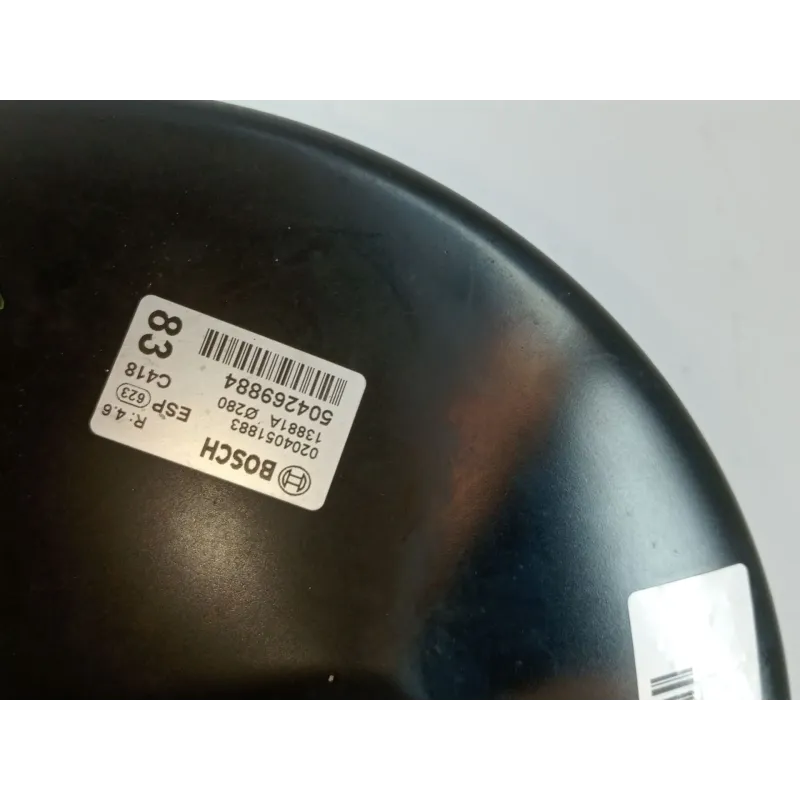 BOSCH
0204051883
13881A Ø280
504269884
R:4.6
ESP 623 C418
83